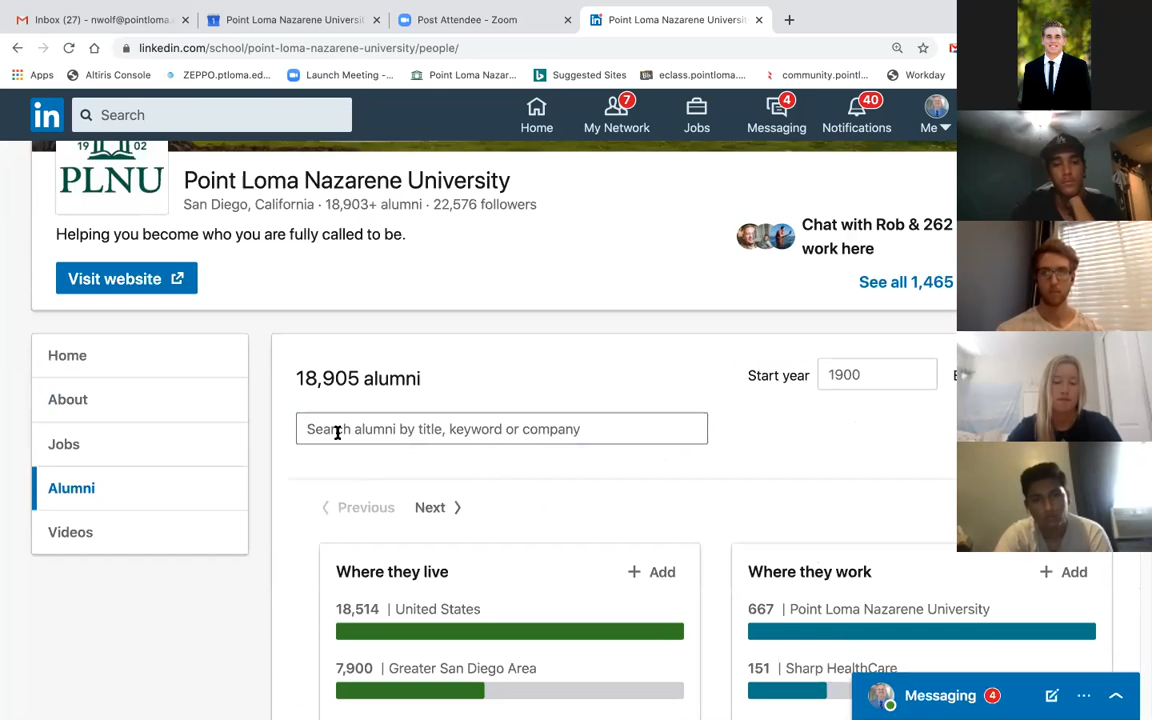 Inbox (27) - nwolf@pointloma.
Point Loma Nazarene Universit
Post Attendee - Zoom
Point Loma Nazarene Universit
linkedin.com/school/point-loma-nazarene-university/people/
Apps
Altiris Console
ZEPPO.ptloma.ed...
Launch Meeting -...
Point Loma Nazar...
Suggested Sites
eclass.pointloma....
community.pointl...
Workday
in
Search
7
4
40
Home
My Network
Jobs
Messaging
Notifications
Me
19 02
PLNU
Point Loma Nazarene University
San Diego, California · 18,903+ alumni · 22,576 followers
Helping you become who you are fully called to be.
Chat with Rob & 262
work here
Visit website
See all 1,465
Home
About
Jobs
Alumni
Videos
18,905 alumni
Start year
1900
Search alumni by title, keyword or company
Previous
Next
Where they live
+ Add
18,514 | United States
7,900 | Greater San Diego Area
Where they work
+ Add
667 | Point Loma Nazarene University
151 | Sharp HealthCare
Messaging 4